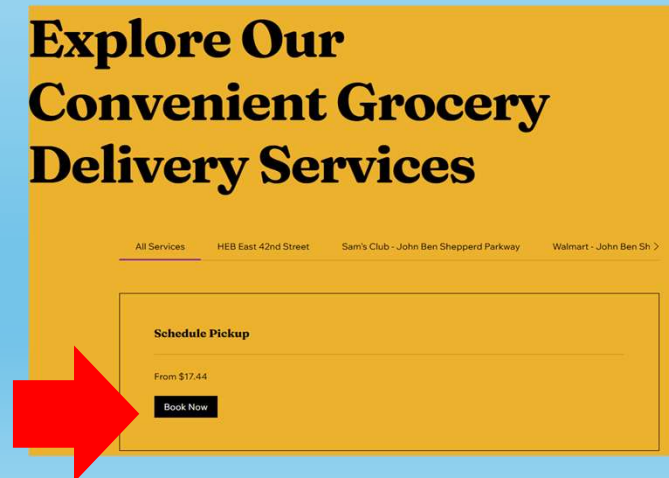 Explore Our
Convenient Grocery
Delivery Services
All Services HEB East 42nd Street Sam's Club - John Ben Shepperd Parkway Walmart - John Ben Sh
Schedule Pickup
From $17.44
Book Now